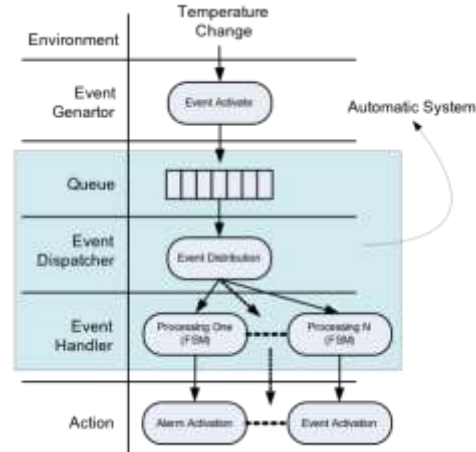 Temperature
Change
Environment
Event
Genartor
Event Activate
Automatic System
Queue
Event
Dispatcher
Event Distribution
Event
Handler
Processing One
(FSM)
Processing N
(FSM)
Action
Alarm Activation
Event Activation